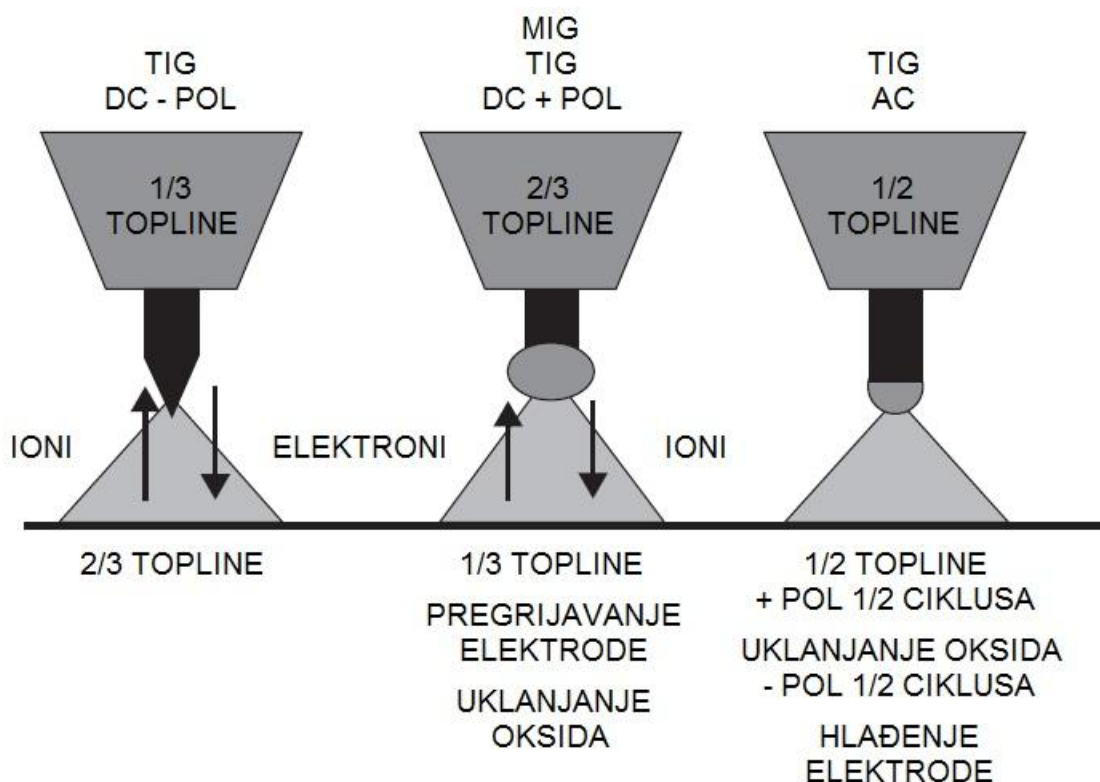 TIG
DC - POL
MIG
TIG
DC + POL
TIG
AC
1/3
TOPLINE
2/3
TOPLINE
1/2
TOPLINE
IONI
ELEKTRONI
IONI
2/3 TOPLINE
1/3 TOPLINE
PREGRIJAVANJE
ELEKTRODE
UKLANJANJE
OKSIDA
1/2 TOPLINE
+ POL 1/2 CIKLUSA
UKLANJANJE OKSIDA
- POL 1/2 CIKLUSA
HLAĐENJE
ELEKTRODE